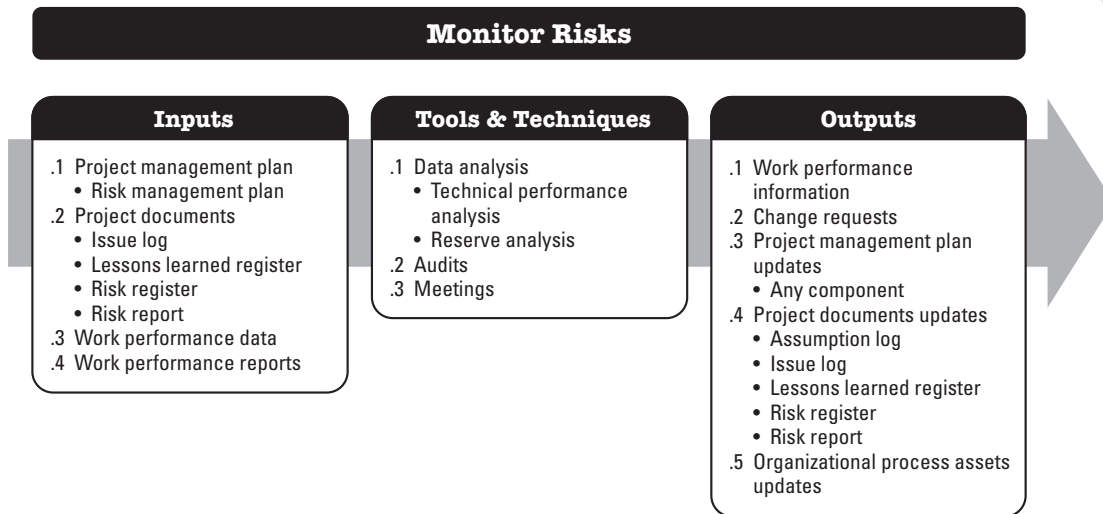 Monitor Risks
Inputs
.1 Project management plan
• Risk management plan
.2 Project documents
• Issue log
• Lessons learned register
• Risk register
• Risk report
.3 Work performance data
.4 Work performance reports
Tools & Techniques
.1 Data analysis
• Technical performance
analysis
• Reserve analysis
.2 Audits
.3 Meetings
Outputs
.1 Work performance
information
.2 Change requests
.3 Project management plan
updates
• Any component
.4 Project documents updates
• Assumption log
• Issue log
• Lessons learned register
• Risk register
• Risk report
.5 Organizational process assets
updates